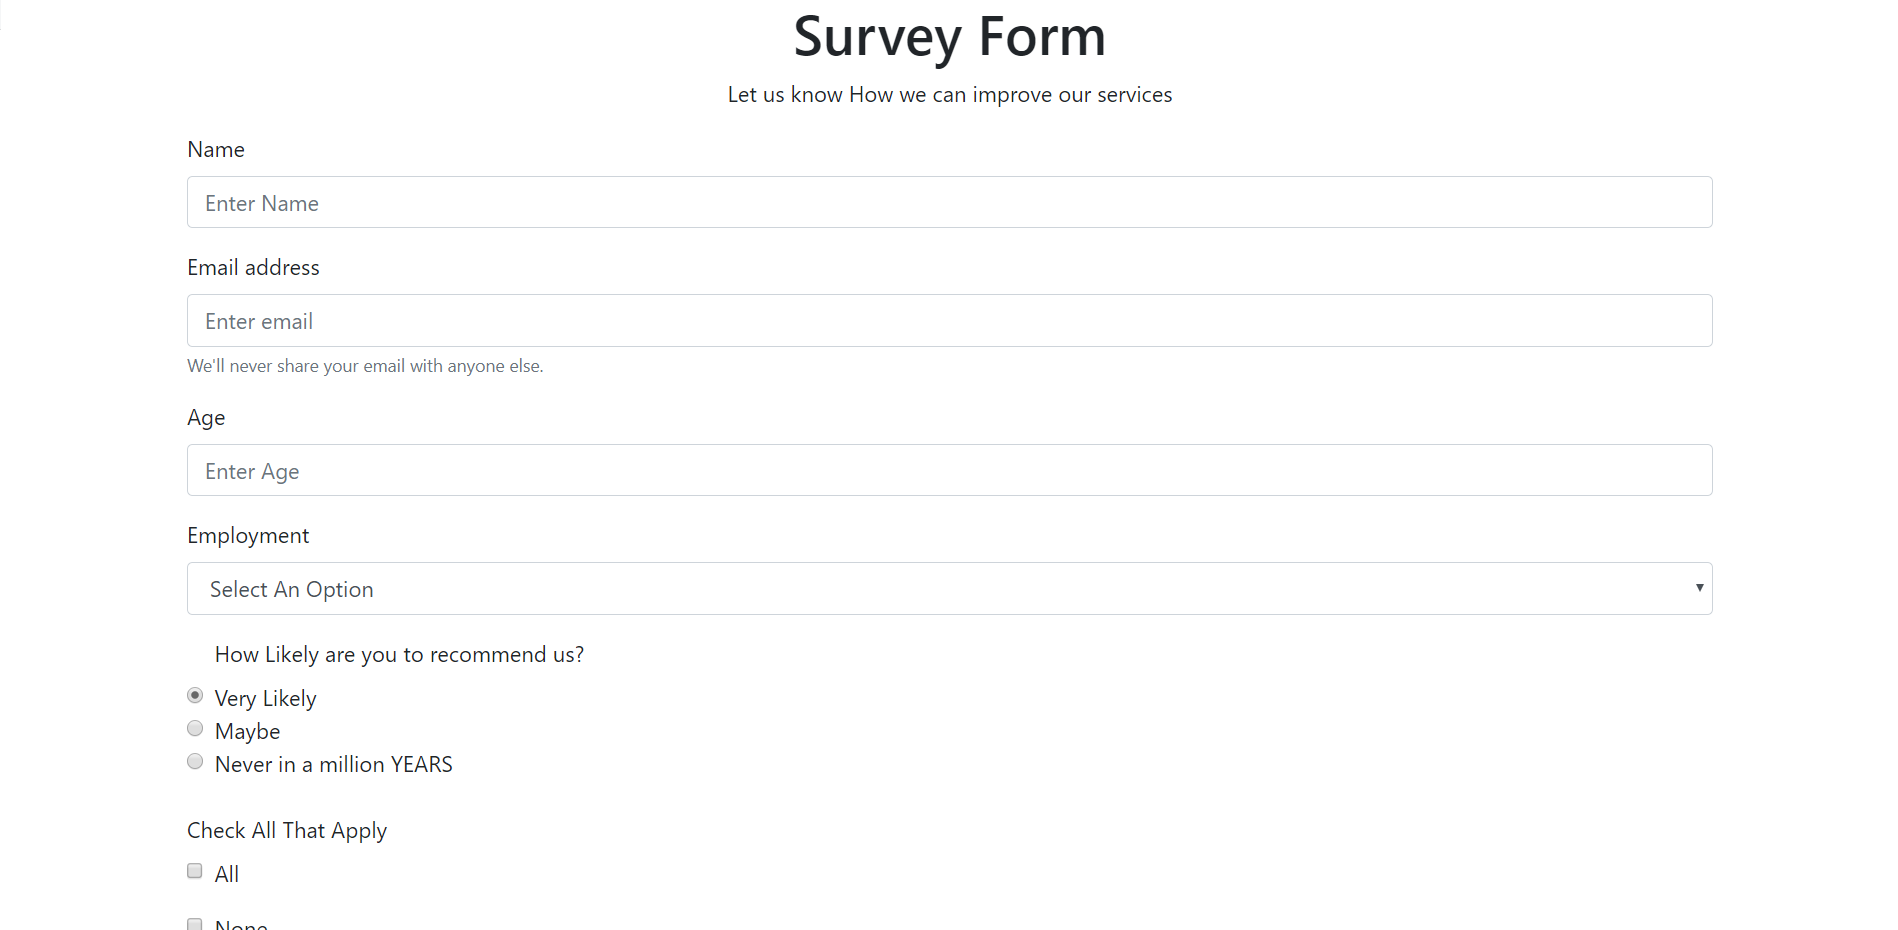 Survey Form
Let us know How we can improve our services
Name
Enter Name
Email address
Enter email
We'll never share your email with anyone else.
Age
Enter Age
Employment
Select An Option
How Likely are you to recommend us?
Very Likely
Maybe
Never in a million YEARS
Check All That Apply
All
None